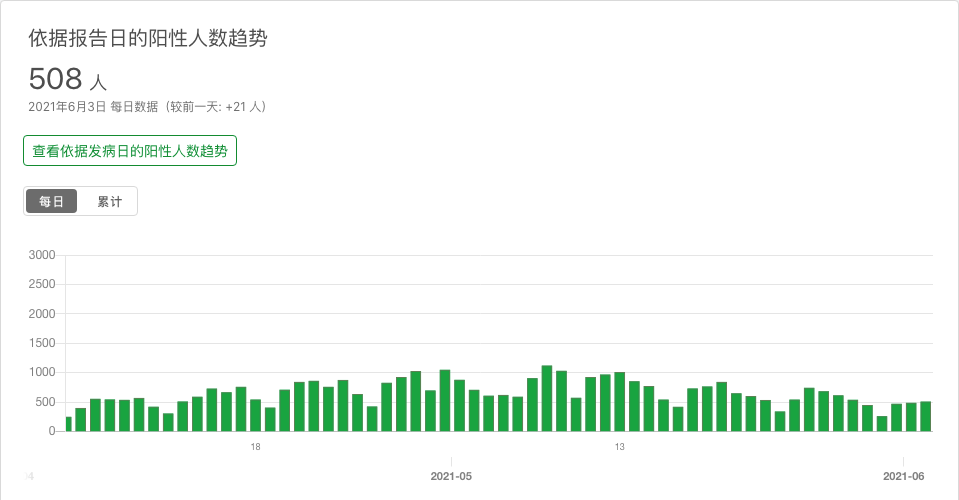 依据报告日的阳性人数趋势
508 人
2021年6月3日 每日数据（较前一天: +21 人）
查看依据发病日的阳性人数趋势
每日 累计
3000
2500
2000
1500
1000
500
0
18 13
2021-05 2021-06